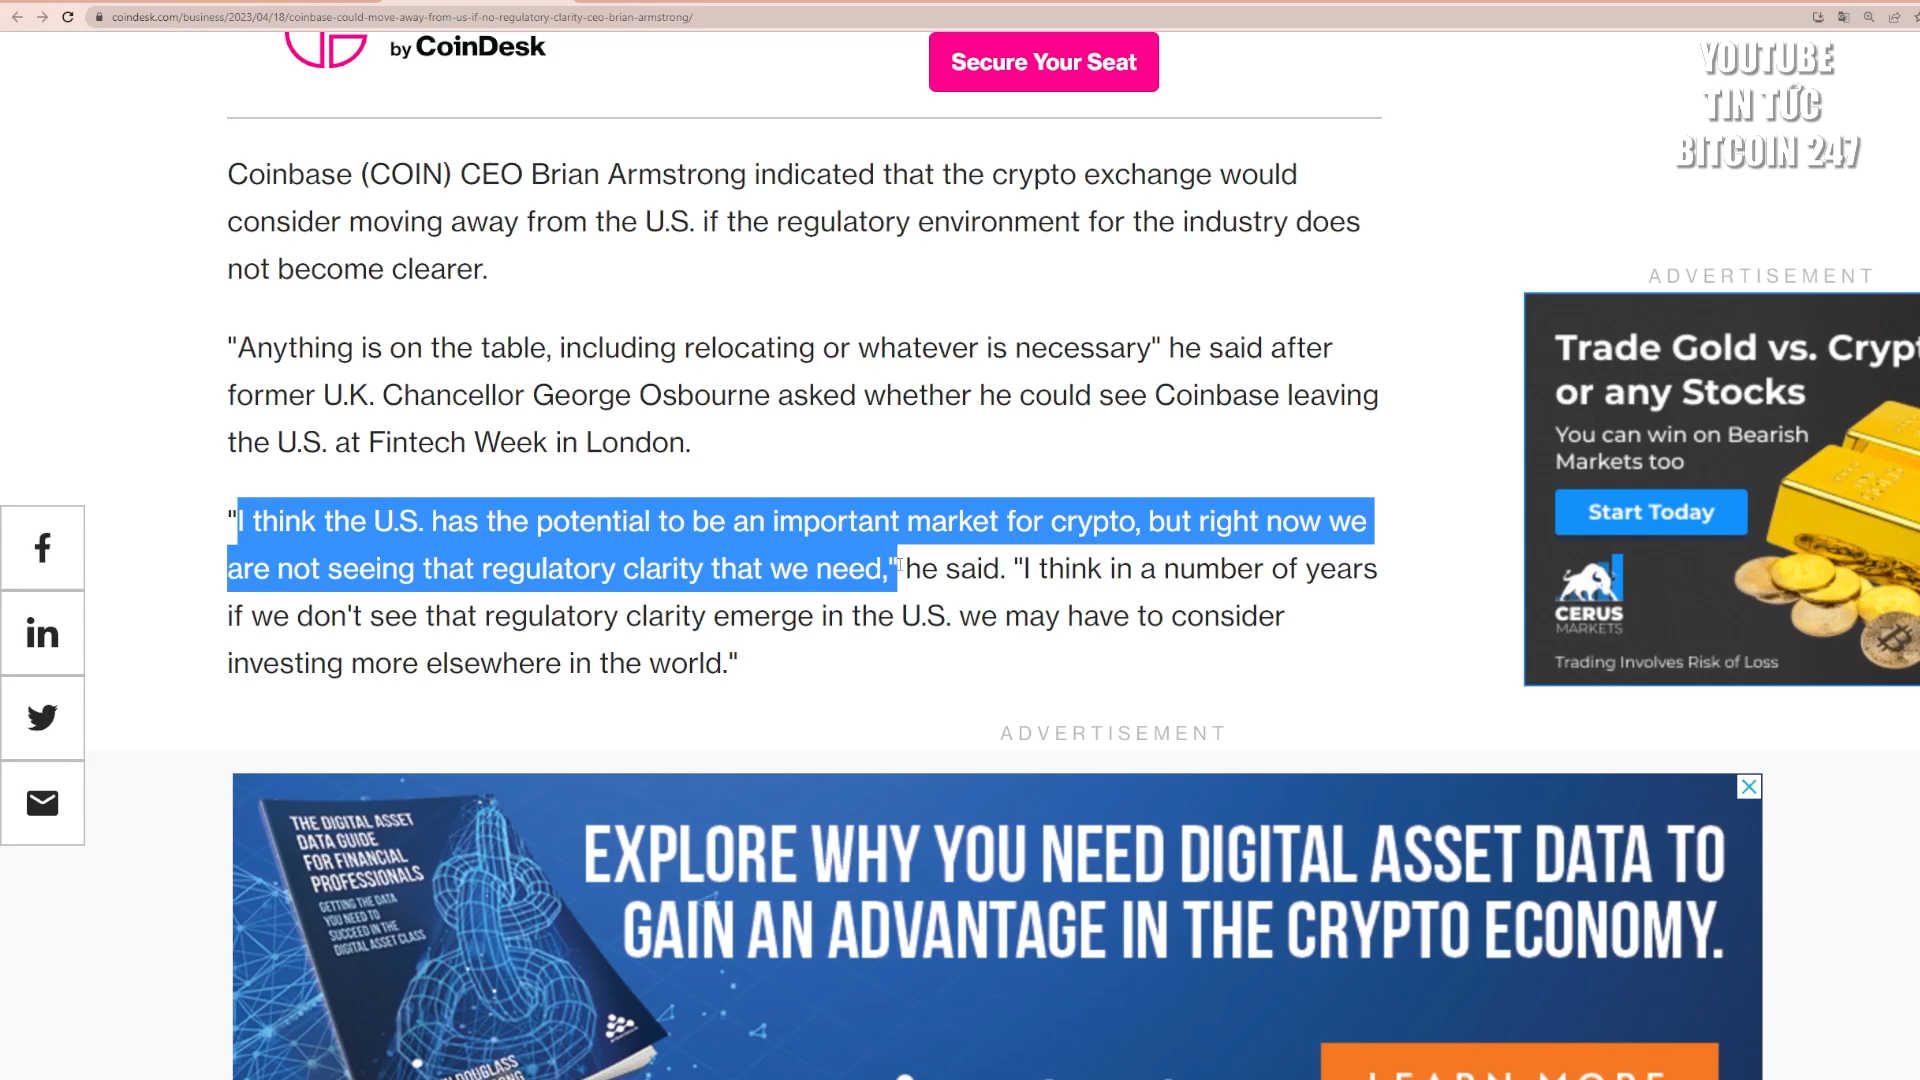 coindesk.com/business/2023/04/18/coinbase-could-move-away-from-us-if-no-regulatory-clarity-ceo-brian-armstrong/
by CoinDesk
Secure Your Seat
YOUTUBE
TIN TỨC
BITCOIN 247
Coinbase (COIN) CEO Brian Armstrong indicated that the crypto exchange would
consider moving away from the U.S. if the regulatory environment for the industry does
not become clearer.
"Anything is on the table, including relocating or whatever is necessary" he said after
former U.K. Chancellor George Osbourne asked whether he could see Coinbase leaving
the U.S. at Fintech Week in London.
"I think the U.S. has the potential to be an important market for crypto, but right now we
are not seeing that regulatory clarity that we need," he said. "I think in a number of years
if we don't see that regulatory clarity emerge in the U.S. we may have to consider
investing more elsewhere in the world."
ADVERTISEMENT
Trade Gold vs. Crypt
or any Stocks
You can win on Bearish
Markets too
Start Today
CERUS
MARKETS
Trading Involves Risk of Loss
ADVERTISEMENT
THE DIGITAL ASSET
DATA GUIDE
FOR FINANCIAL
PROFESSIONALS
GETTING THE DATA
YOU NEED TO
SUCCEED IN THE
DIGITAL ASSET CLASS
EXPLORE WHY YOU NEED DIGITAL ASSET DATA TO
GAIN AN ADVANTAGE IN THE CRYPTO ECONOMY.
LEARN MORE